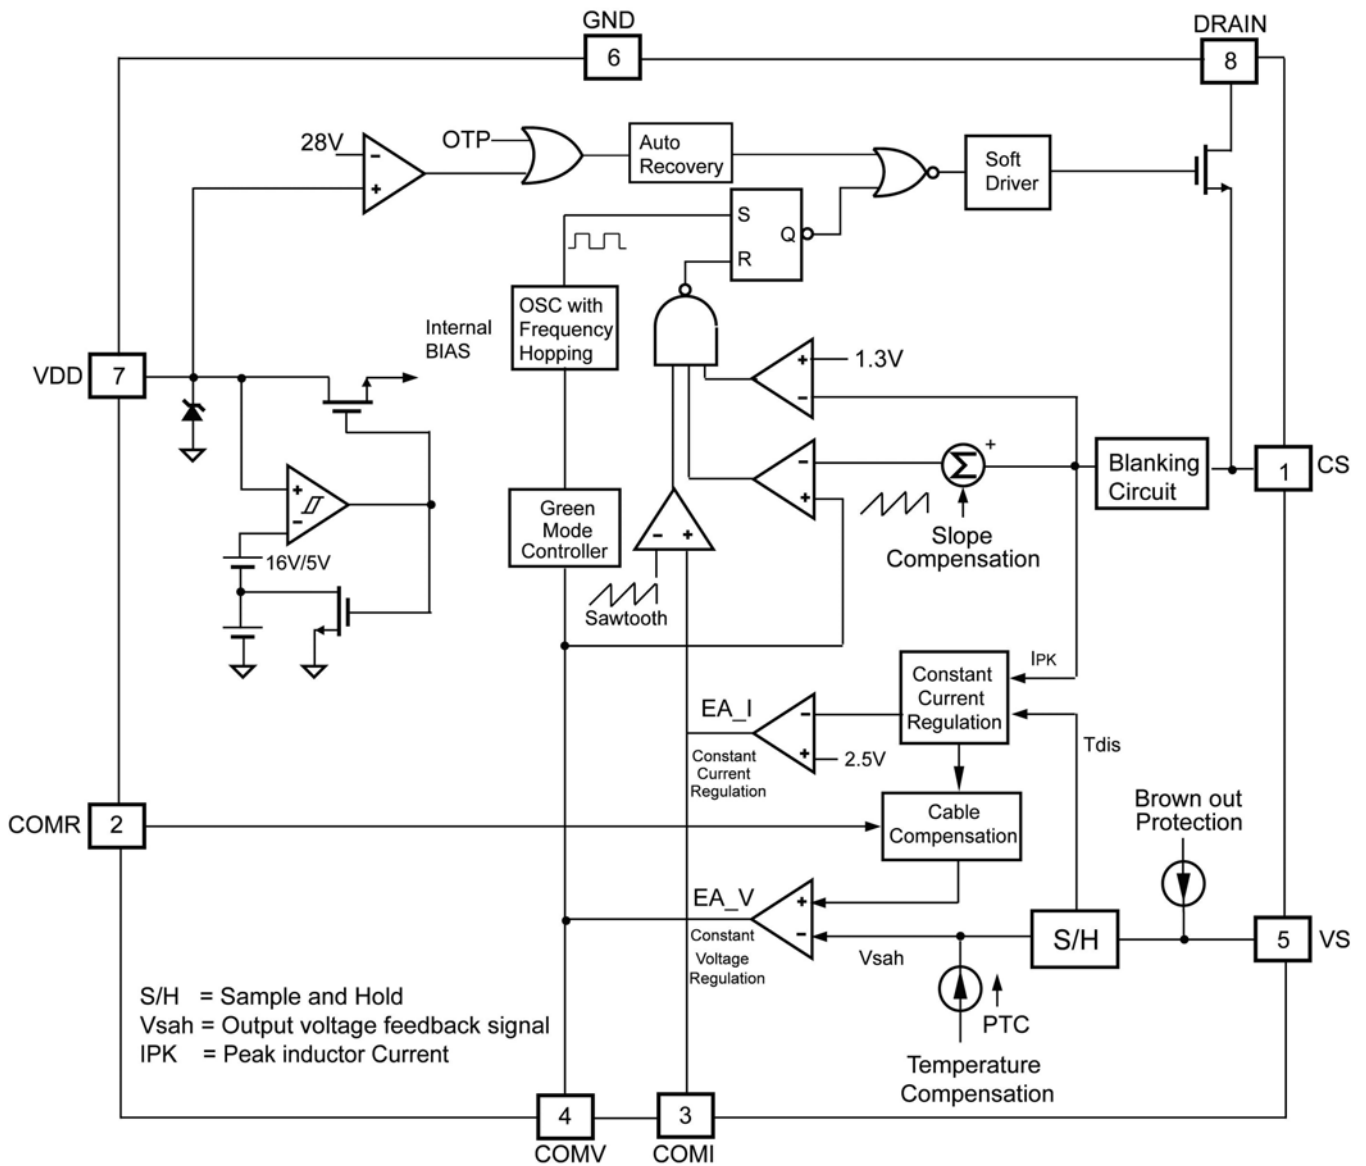 GND
6
DRAIN
8
28V
−
+
OTP
Auto
Recovery
Soft
Driver
S
Q
R
OSC with
Frequency
Hopping
Internal
BIAS
VDD
7
+
−
1.3V
+
−
16V/5V
Green
Mode
Controller
−
+
Sawtooth
−
+
Σ
+
Slope
Compensation
Blanking
Circuit
1
CS
IPK
Constant
Current
Regulation
Tdis
EA_I
−
+
2.5V
Constant
Current
Regulation
COMR
2
Cable
Compensation
Brown out
Protection
EA_V
+
−
Constant
Voltage
Regulation
Vsah
S/H
5
VS
PTC
Temperature
Compensation
S/H = Sample and Hold
Vsah = Output voltage feedback signal
IPK = Peak inductor Current
4
COMV
3
COMI